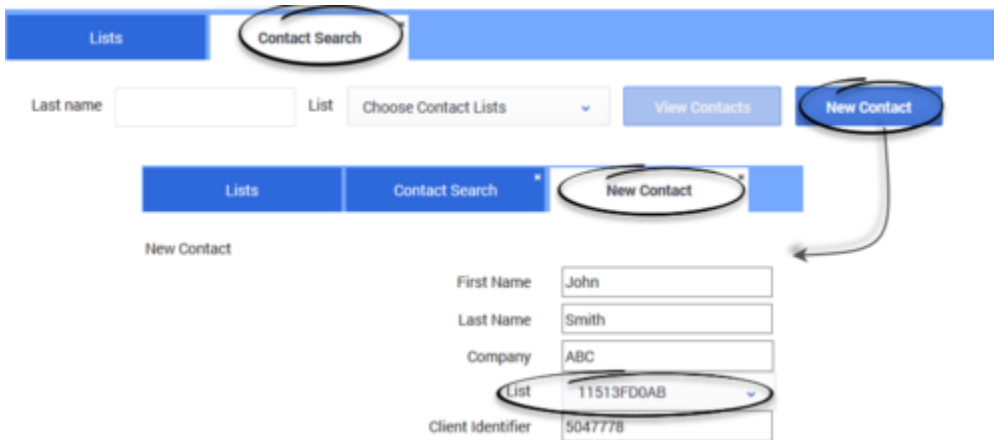 Lists Contact Search
Last name List Choose Contact Lists View Contacts New Contact
Lists Contact Search New Contact
New Contact
First Name John
Last Name Smith
Company ABC
List 11513FD0AB
Client Identifier 5047778